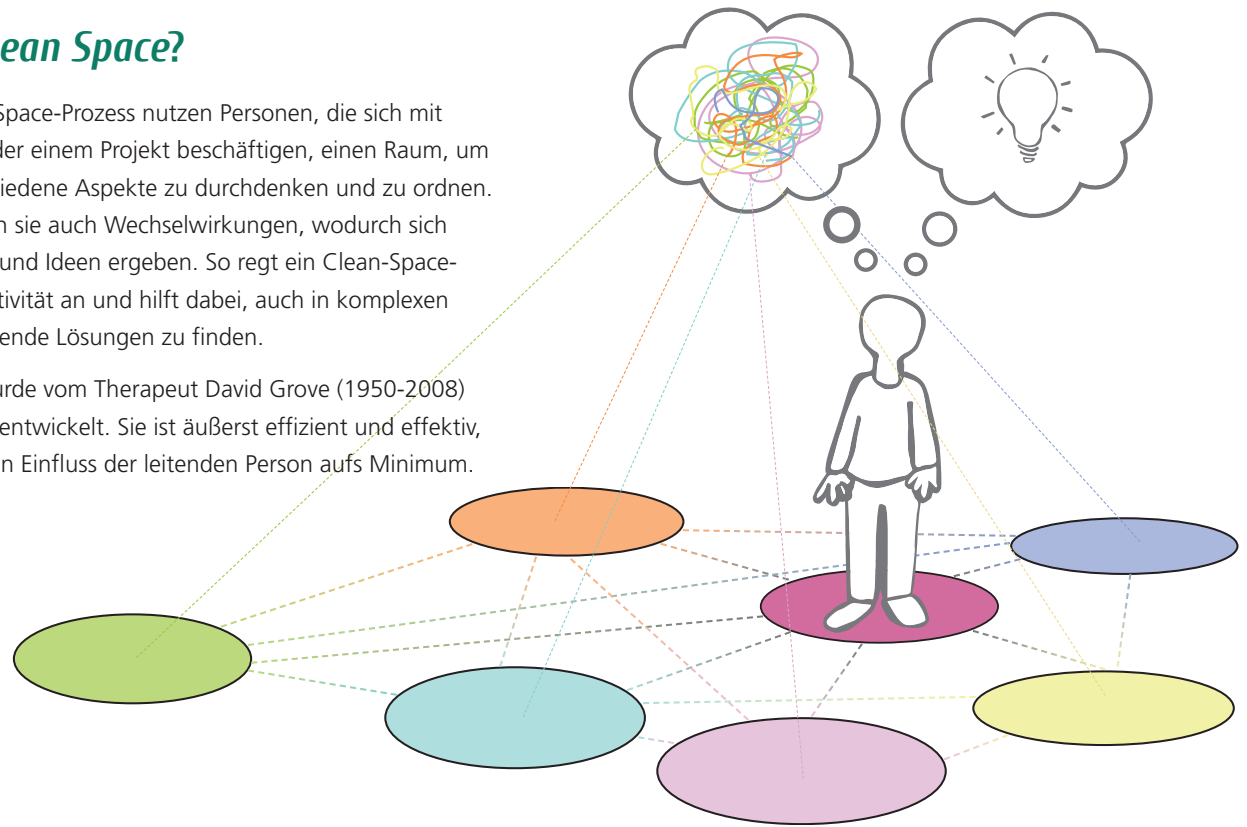 ean Space?
Space-Prozess nutzen Personen, die sich mit
der einem Projekt beschäftigen, einen Raum, um
iedene Aspekte zu durchdenken und zu ordnen.
n sie auch Wechselwirkungen, wodurch sich
und Ideen ergeben. So regt ein Clean-Space-
tivität an und hilft dabei, auch in komplexen
ende Lösungen zu finden.
urde vom Therapeut David Grove (1950-2008)
entwickelt. Sie ist äußerst effizient und effektiv,
n Einfluss der leitenden Person aufs Minimum.